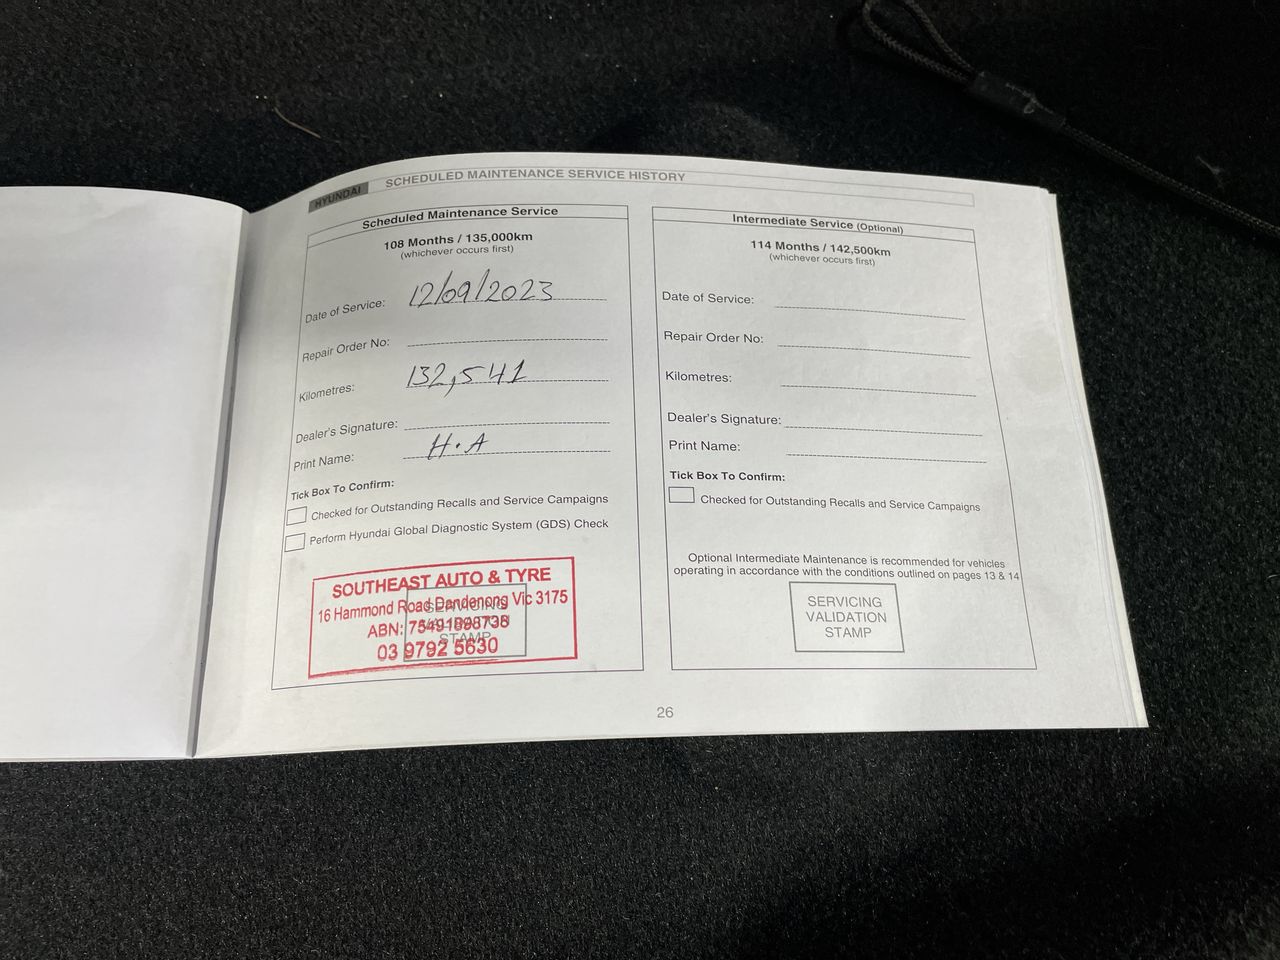 HYUNDAI SCHEDULED MAINTENANCE SERVICE HISTORY
Scheduled Maintenance Service
108 Months / 135,000km
(whichever occurs first)
Date of Service: 12/09/2023
Repair Order No:
Kilometres: 132,541
Dealer's Signature:
Print Name: H.A
Tick Box To Confirm:
Checked for Outstanding Recalls and Service Campaigns
Perform Hyundai Global Diagnostic System (GDS) Check
SOUTHEAST AUTO & TYRE
16 Hammond Road Dandenong Vic 3175
ABN: 75491898738
03 9792 5630
SERVICING
VALIDATION
STAMP
Intermediate Service (Optional)
114 Months / 142,500km
(whichever occurs first)
Date of Service:
Repair Order No:
Kilometres:
Dealer's Signature:
Print Name:
Tick Box To Confirm:
Checked for Outstanding Recalls and Service Campaigns
Optional Intermediate Maintenance is recommended for vehicles
operating in accordance with the conditions outlined on pages 13 & 14
SERVICING
VALIDATION
STAMP
26